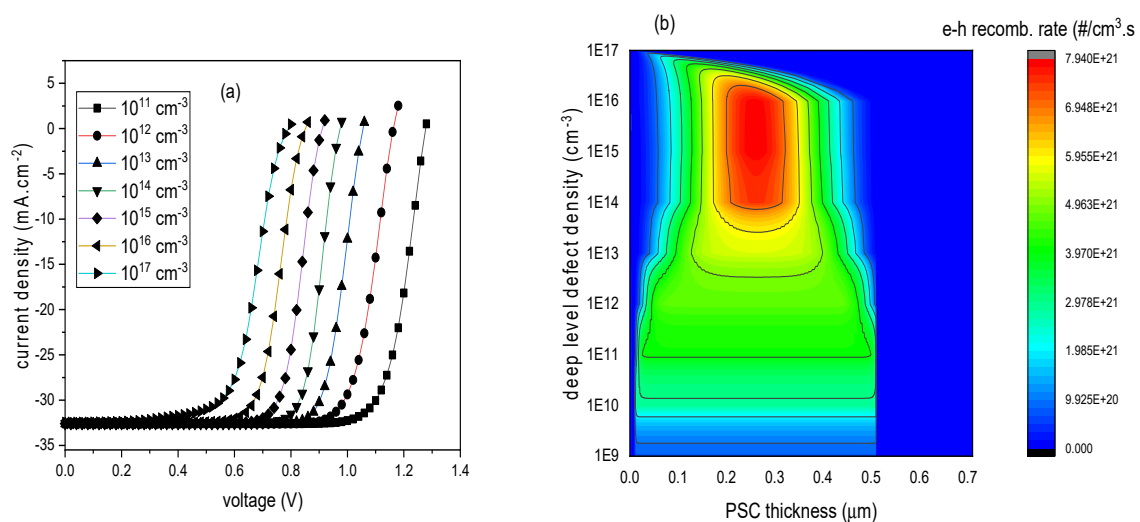 (a)
10¹¹ cm⁻³
10¹² cm⁻³
10¹³ cm⁻³
10¹⁴ cm⁻³
10¹⁵ cm⁻³
10¹⁶ cm⁻³
10¹⁷ cm⁻³
current density (mA.cm⁻²)
5
0
-5
-10
-15
-20
-25
-30
-35
0.0 0.2 0.4 0.6 0.8 1.0 1.2 1.4
voltage (V)
(b)
e-h recomb. rate (#/cm³.s
deep level defect density (cm⁻³)
1E17
1E16
1E15
1E14
1E13
1E12
1E11
1E10
1E9
0.0 0.1 0.2 0.3 0.4 0.5 0.6 0.7
PSC thickness (μm)
7.940E+21
6.948E+21
5.955E+21
4.963E+21
3.970E+21
2.978E+21
1.985E+21
9.925E+20
0.000